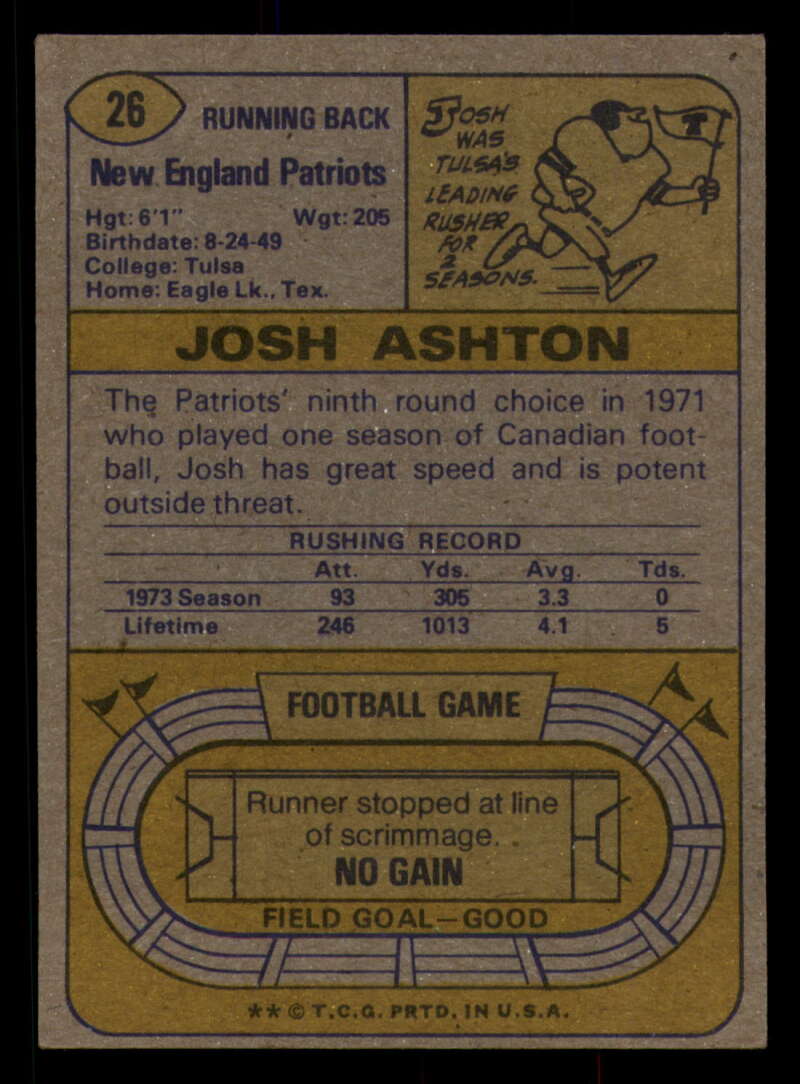 26
RUNNING BACK
New England Patriots
Hgt: 6'1" Wgt: 205
Birthdate: 8-24-49
College: Tulsa
Home: Eagle Lk., Tex.
JOSH
WAS
TULSA'S
LEADING
RUSHER
FOR
2
SEASONS.
T
JOSH ASHTON
The Patriots' ninth round choice in 1971
who played one season of Canadian foot-
ball, Josh has great speed and is potent
outside threat.
RUSHING RECORD
Att. Yds. Avg. Tds.
1973 Season 93 305 3.3 0
Lifetime 246 1013 4.1 5
FOOTBALL GAME
Runner stopped at line
of scrimmage. .
NO GAIN
FIELD GOAL—GOOD
** © T.C.G. PRTD. IN U.S.A.